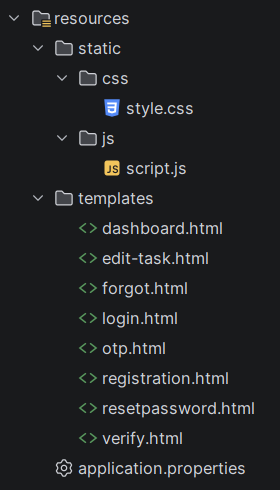 resources
static
css
style.css
js
JS script.js
templates
dashboard.html
edit-task.html
forgot.html
login.html
otp.html
registration.html
resetpassword.html
verify.html
application.properties